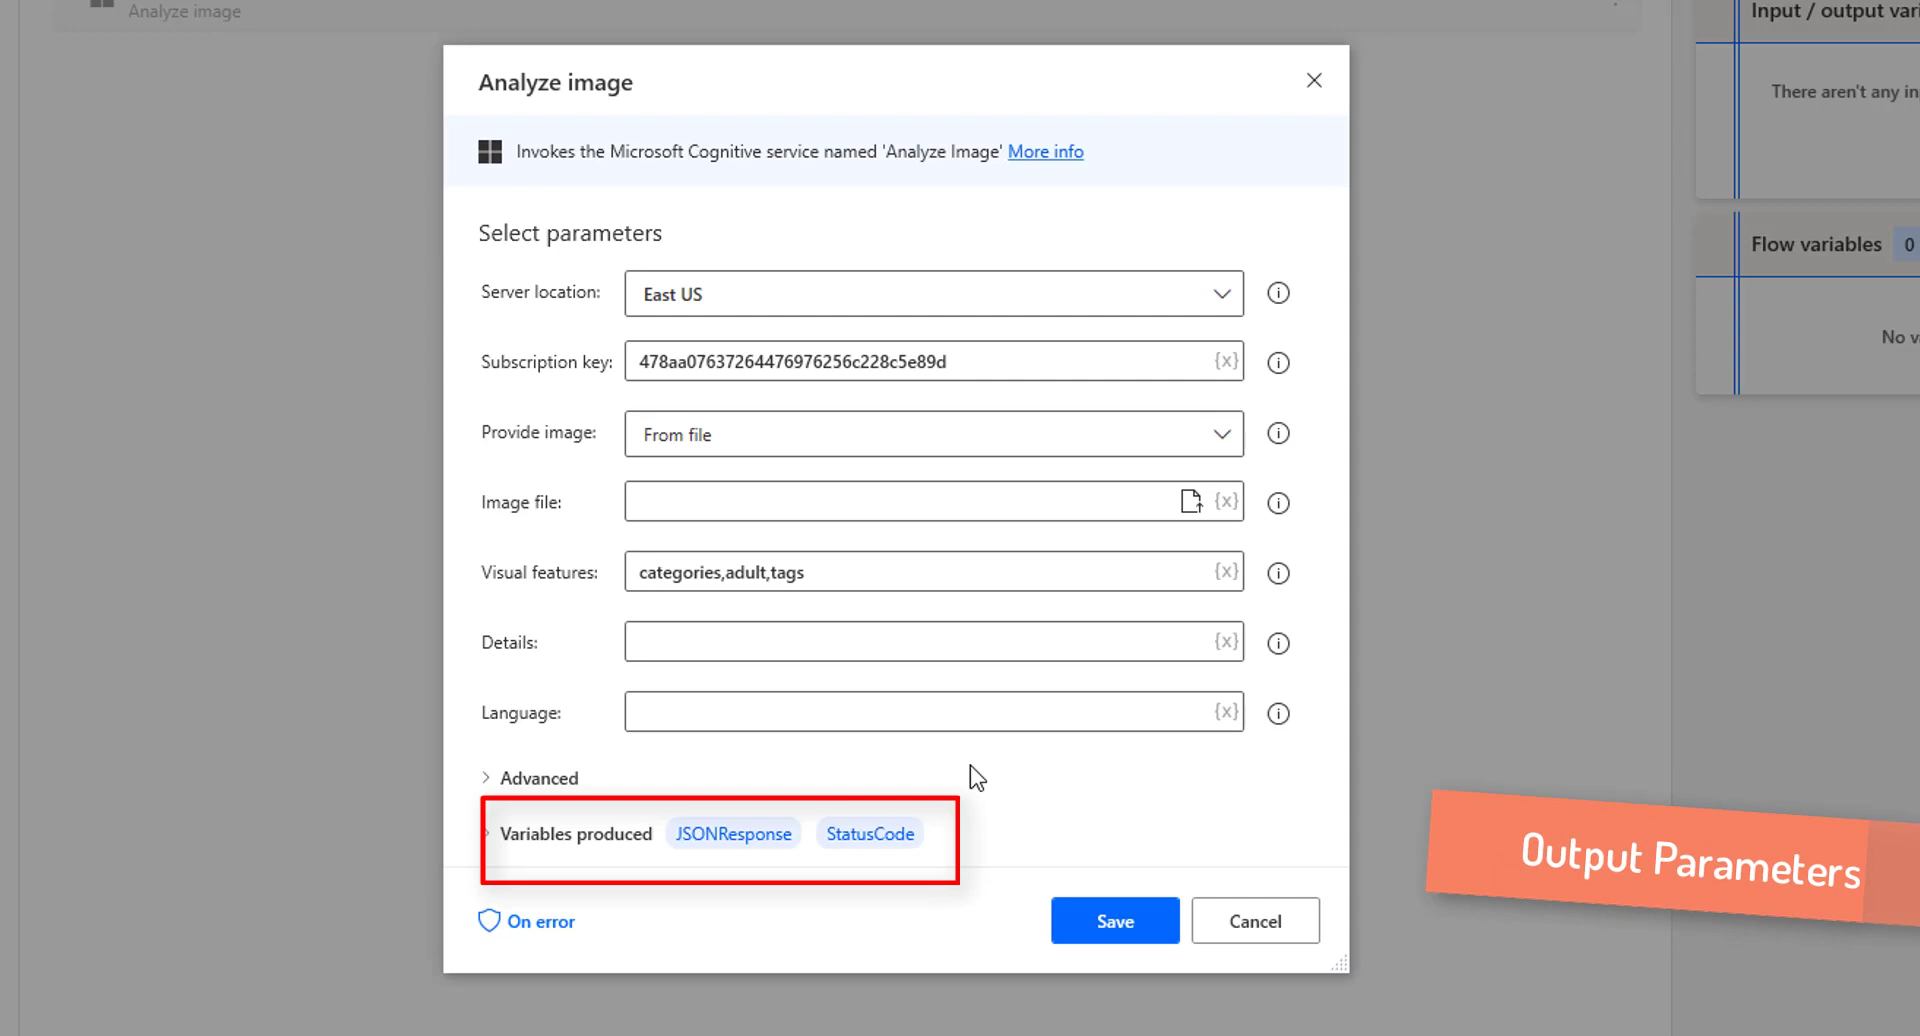 Analyze image
Input / output vari
Analyze image
Invokes the Microsoft Cognitive service named 'Analyze Image' More info
There aren't any in
Select parameters
Flow variables 0
Server location: East US
No v
Subscription key: 478aa07637264476976256c228c5e89d {x}
Provide image: From file
Image file: {x}
Visual features: categories,adult,tags {x}
Details: {x}
Language: {x}
Advanced
Variables produced JSONResponse StatusCode
Output Parameters
On error
Save Cancel